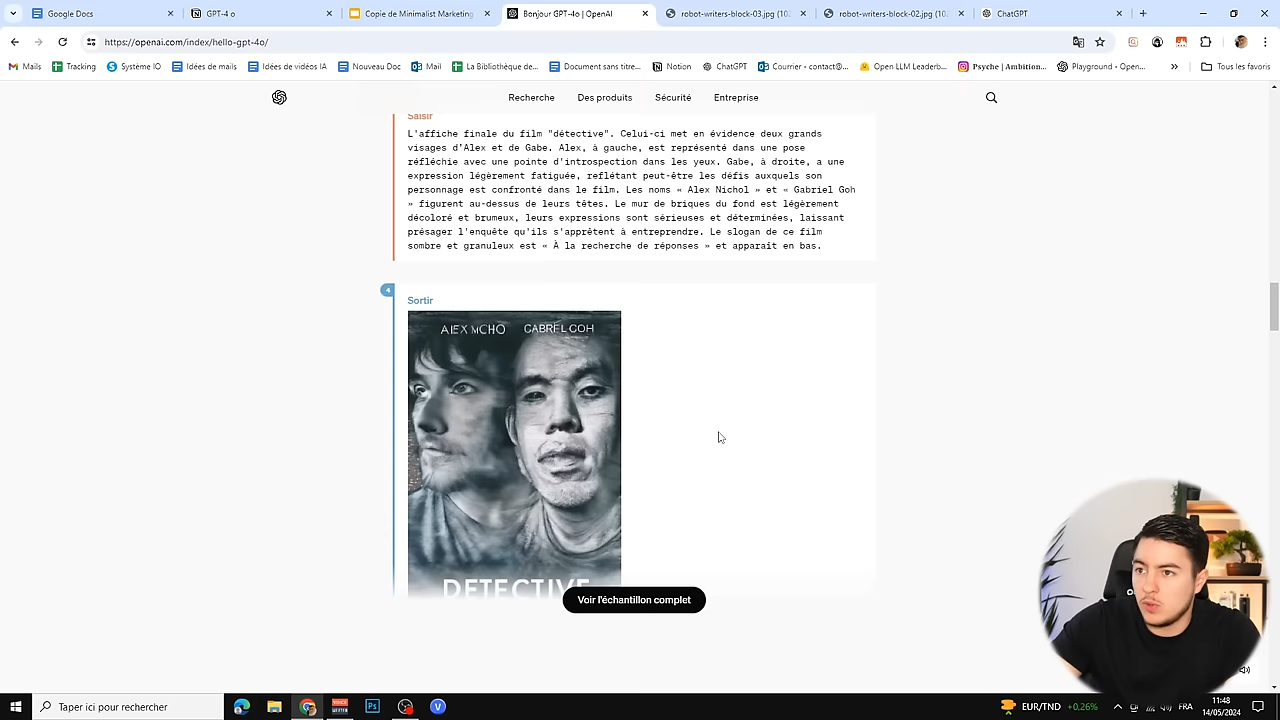 Google Docs
GPT-4 o
Copie de Minimalist Marketing
Bonjour GPT-4o | OpenAI
robot-writers-block-03.jpg (10
robot-writers-block-02.jpg (10
ChatGPT
https://openai.com/index/hello-gpt-4o/
Mails
Tracking
Système IO
Idées de mails
Idées de vidéos IA
Nouveau Doc
Mail
La Bibliothèque de...
Document sans titre...
Notion
ChatGPT
Courrier • contact@...
Open LLM Leaderb...
Psyche | Ambition...
Playground • Open...
Tous les favoris
Recherche
Des produits
Sécurité
Entreprise
Saisir
L'affiche finale du film "détective". Celui-ci met en évidence deux grands
visages d'Alex et de Gabe. Alex, à gauche, est représenté dans une pose
réfléchie avec une pointe d'introspection dans les yeux. Gabe, à droite, a une
expression légèrement fatiguée, reflétant peut-être les défis auxquels son
personnage est confronté dans le film. Les noms « Alex Nichol » et « Gabriel Goh
» figurent au-dessus de leurs têtes. Le mur de briques du fond est légèrement
décoloré et brumeux, leurs expressions sont sérieuses et déterminées, laissant
présager l'enquête qu'ils s'apprêtent à entreprendre. Le slogan de ce film
sombre et granuleux est « À la recherche de réponses » et apparaît en bas.
4
Sortir
DETECTIVE
Voir l'échantillon complet
Taper ici pour rechercher
EUR/TND +0,26%
FRA
11:48
14/05/2024